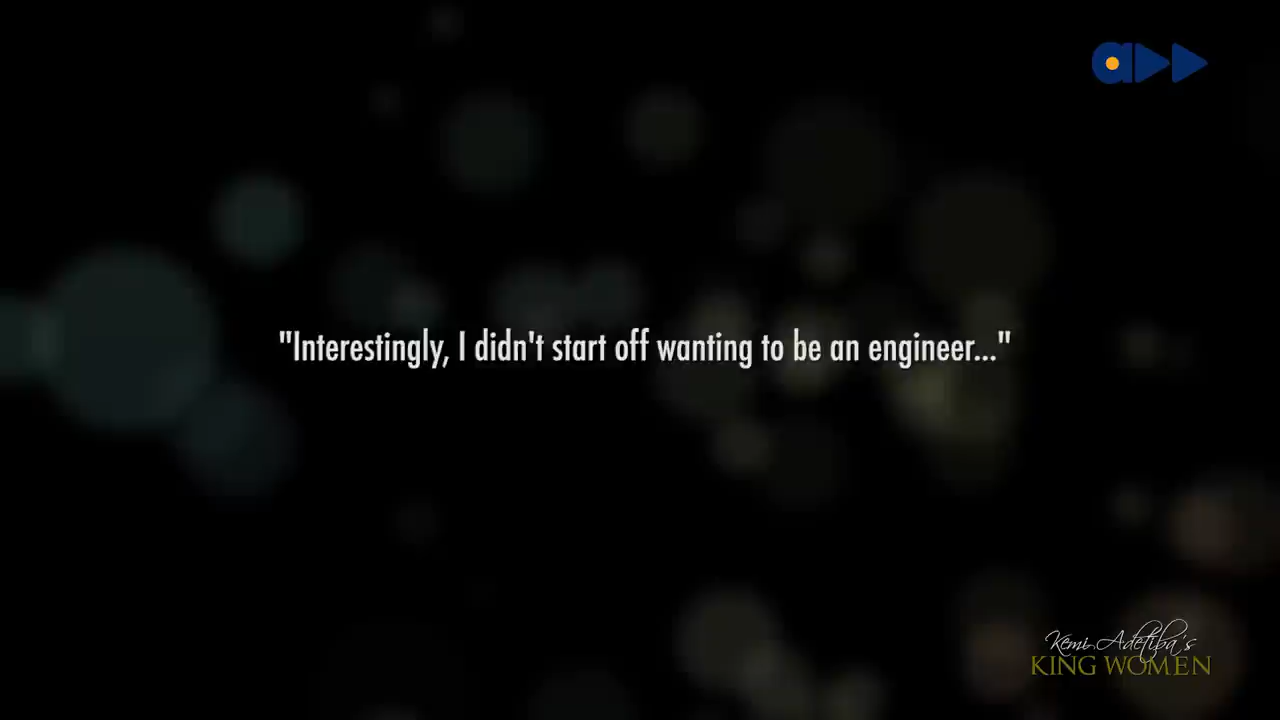 "Interestingly, I didn't start off wanting to be an engineer..."
Kemi Adetiba's
KING WOMEN